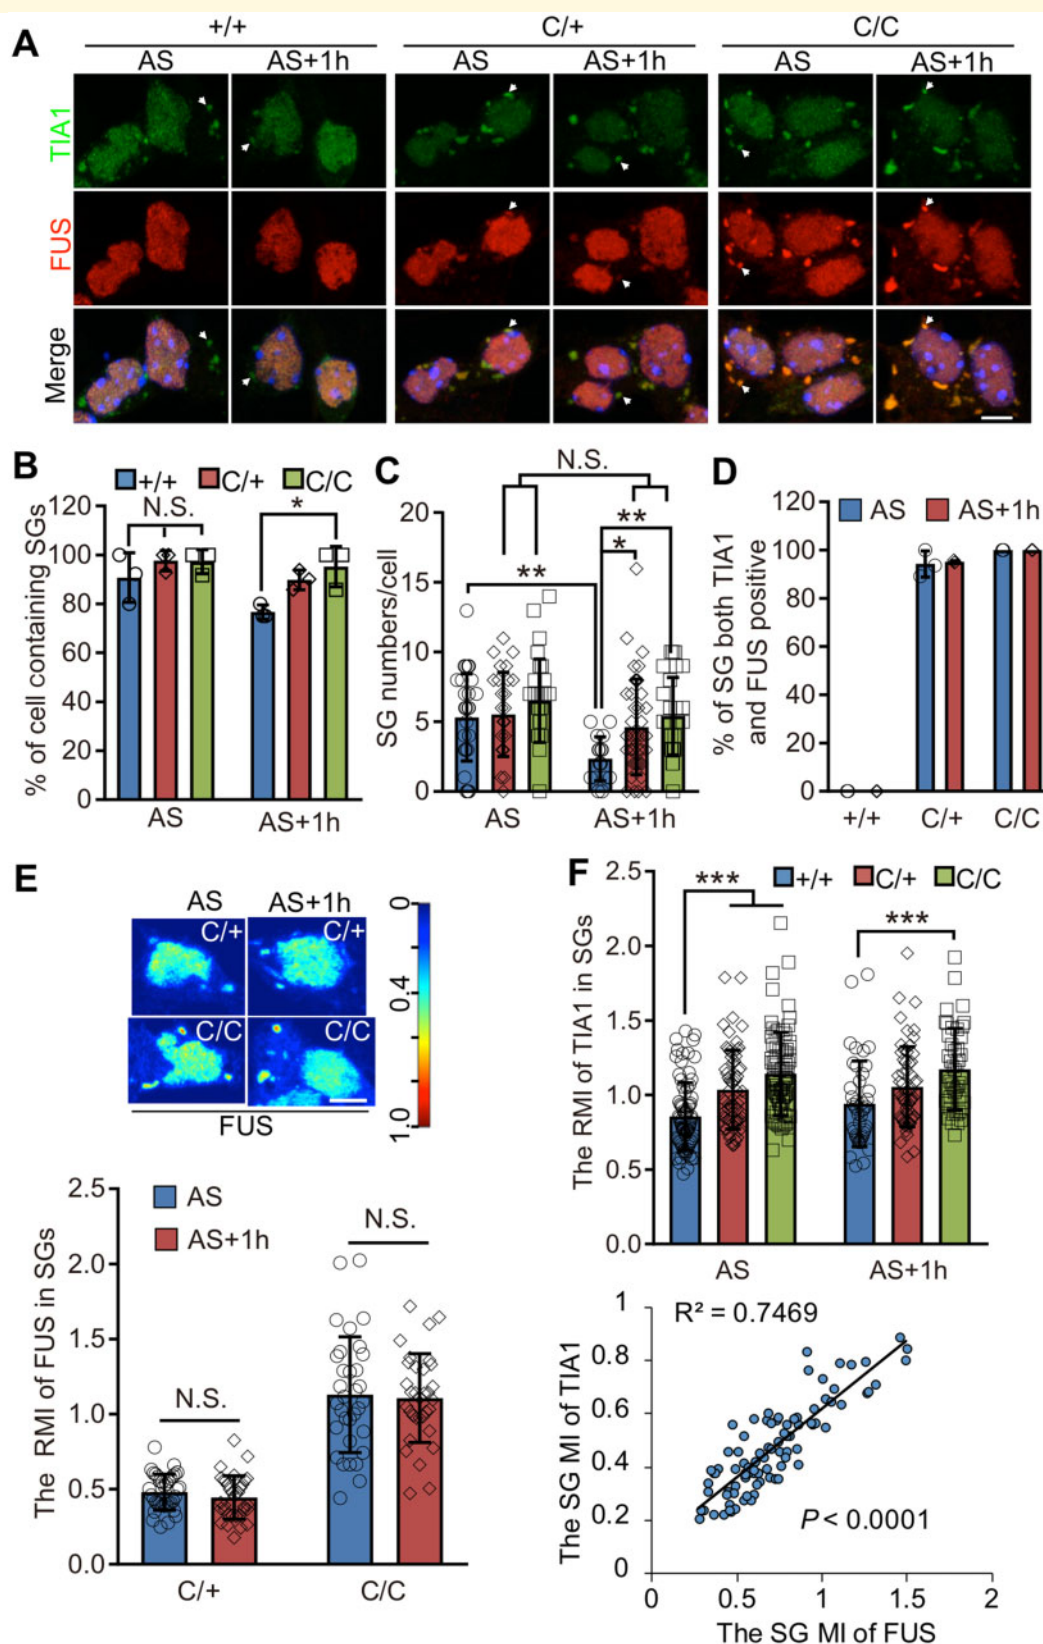 A
+/+
C/+
C/C
AS
AS+1h
AS
AS+1h
AS
AS+1h
TIA1
FUS
Merge
B
+/+
C/+
C/C
% of cell containing SGs
120
100
80
60
40
20
0
N.S.
*
AS
AS+1h
C
N.S.
SG numbers/cell
20
15
10
5
0
**
**
*
AS
AS+1h
D
% of SG both TIA1
and FUS positive
120
100
80
60
40
20
0
AS
AS+1h
+/+
C/+
C/C
E
AS
AS+1h
C/+
C/+
C/C
C/C
FUS
0
0.4
1.0
The RMI of FUS in SGs
2.5
2.0
1.5
1.0
0.5
0.0
AS
AS+1h
N.S.
N.S.
C/+
C/C
F
The RMI of TIA1 in SGs
2.5
2.0
1.5
1.0
0.5
0.0
+/+
C/+
C/C
***
***
AS
AS+1h
The SG MI of TIA1
1
0.8
0.6
0.4
0.2
0
R² = 0.7469
P < 0.0001
0
0.5
1
1.5
2
The SG MI of FUS